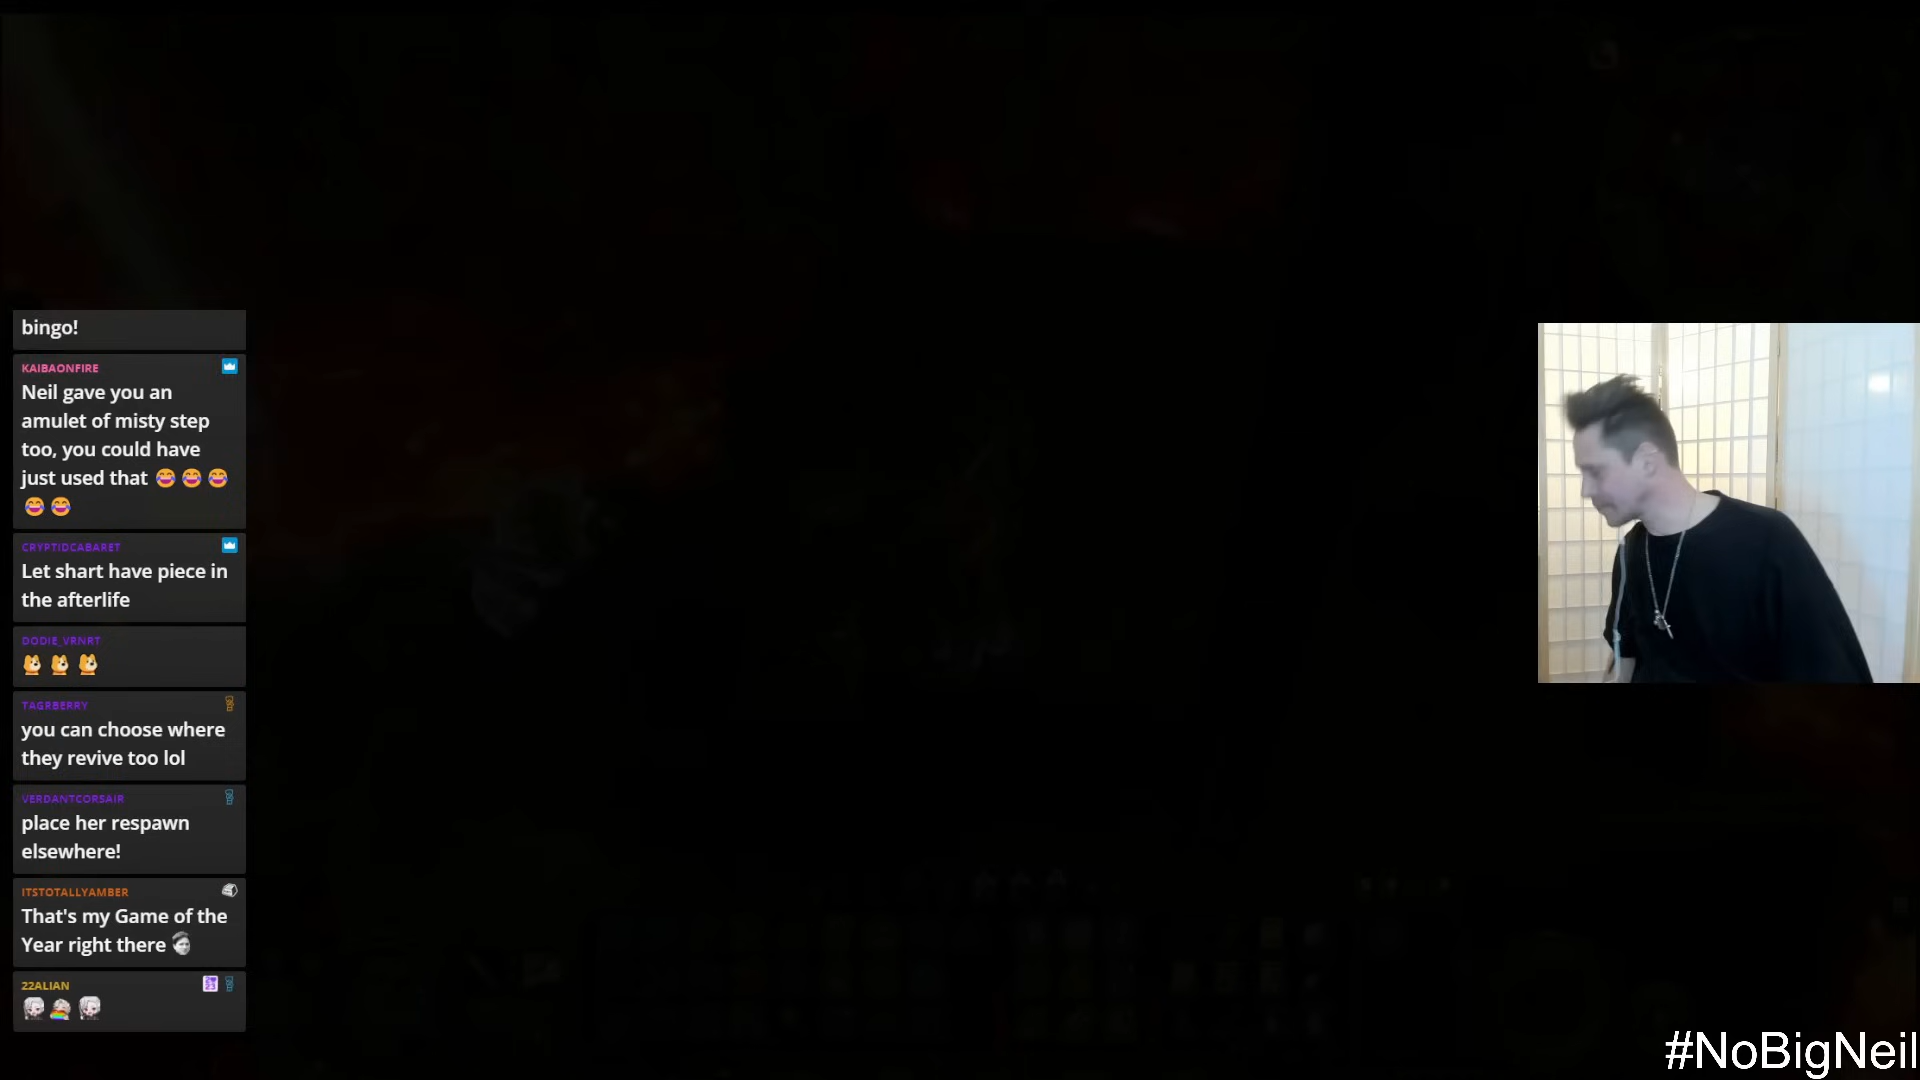 bingo!
KAIBAONFIRE
Neil gave you an
amulet of misty step
too, you could have
just used that 😂 😂 😂
😂 😂
CRYPTIDCABARET
Let shart have piece in
the afterlife
DODIE_VRNRT
TAGRBERRY
you can choose where
they revive too lol
VERDANTCORSAIR
place her respawn
elsewhere!
ITSTOTALLYAMBER
That's my Game of the
Year right there
22ALIAN
#NoBigNeil